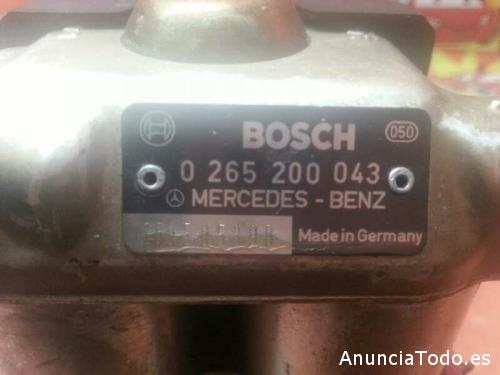 BOSCH
050
0 265 200 043
MERCEDES - BENZ
Made in Germany
AnunciaTodo.es